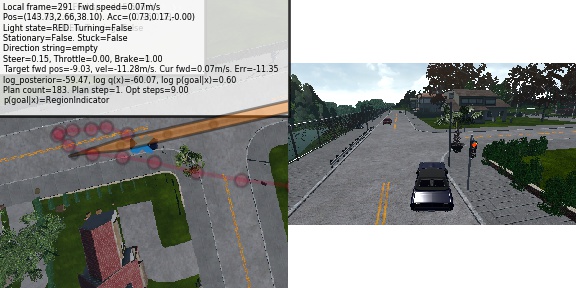 Local frame=291. Fwd speed=0.07m/s
Pos=(143.73,2.66,38.10). Acc=(0.73,0.17,-0.00)
Light state=RED. Turning=False
Stationary=False. Stuck=False
Direction string=empty
Steer=0.15, Throttle=0.00, Brake=1.00
Target fwd pos=-9.03, vel=-11.28m/s. Cur fwd=0.07m/s. Err=-11.35
log_posterior=-59.47, log q(x)=-60.07, log p(goal|x)=0.60
Plan count=183. Plan step=1. Opt steps=9.00
p(goal|x)=RegionIndicator